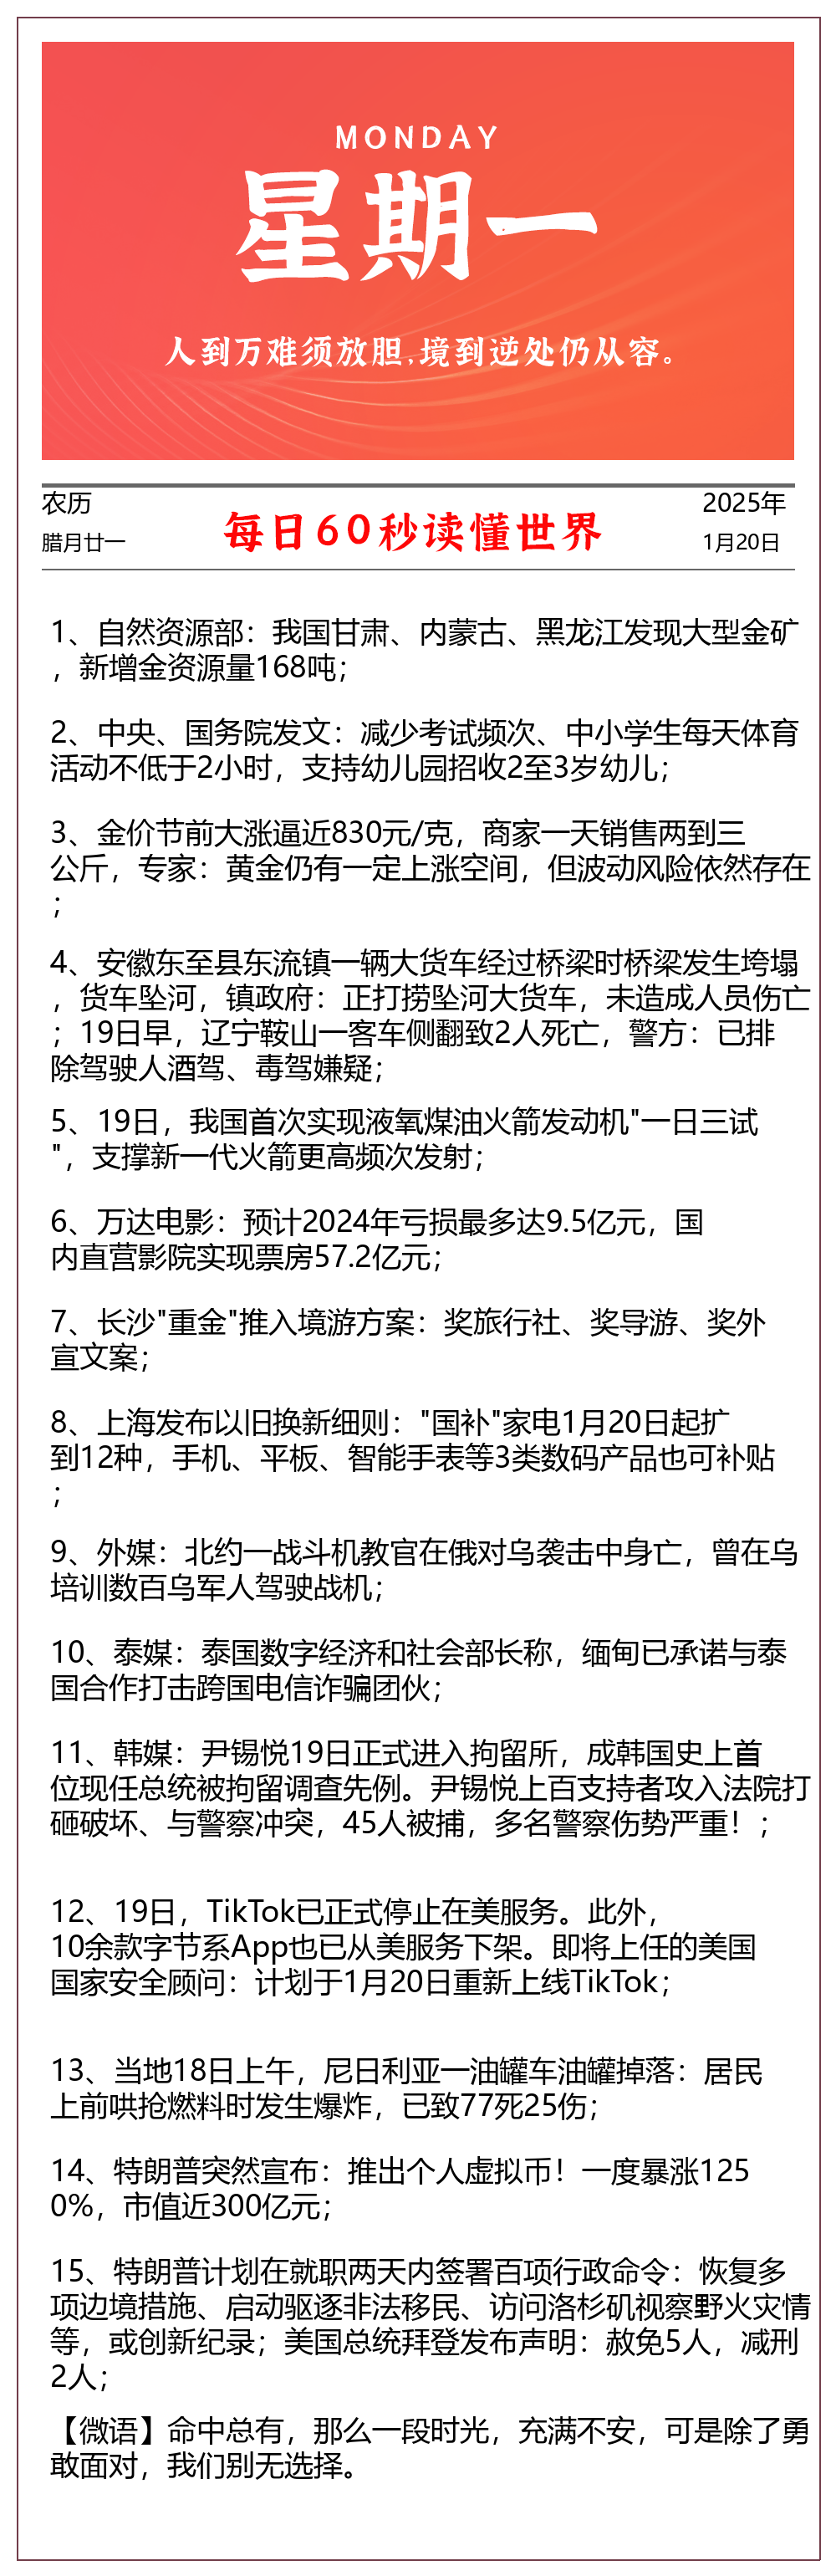 MONDAY
星期一
人到万难须放胆,境到逆处仍从容。
农历
腊月廿一
每日60秒读懂世界
2025年
1月20日
1、自然资源部：我国甘肃、内蒙古、黑龙江发现大型金矿
，新增金资源量168吨；
2、中央、国务院发文：减少考试频次、中小学生每天体育
活动不低于2小时，支持幼儿园招收2至3岁幼儿；
3、金价节前大涨逼近830元/克，商家一天销售两到三
公斤，专家：黄金仍有一定上涨空间，但波动风险依然存在
；
4、安徽东至县东流镇一辆大货车经过桥梁时桥梁发生垮塌
，货车坠河，镇政府：正打捞坠河大货车，未造成人员伤亡
；19日早，辽宁鞍山一客车侧翻致2人死亡，警方：已排
除驾驶人酒驾、毒驾嫌疑；
5、19日，我国首次实现液氧煤油火箭发动机"一日三试
"，支撑新一代火箭更高频次发射；
6、万达电影：预计2024年亏损最多达9.5亿元，国
内直营影院实现票房57.2亿元；
7、长沙"重金"推入境游方案：奖旅行社、奖导游、奖外
宣文案；
8、上海发布以旧换新细则："国补"家电1月20日起扩
到12种，手机、平板、智能手表等3类数码产品也可补贴
；
9、外媒：北约一战斗机教官在俄对乌袭击中身亡，曾在乌
培训数百乌军人驾驶战机；
10、泰媒：泰国数字经济和社会部长称，缅甸已承诺与泰
国合作打击跨国电信诈骗团伙；
11、韩媒：尹锡悦19日正式进入拘留所，成韩国史上首
位现任总统被拘留调查先例。尹锡悦上百支持者攻入法院打
砸破坏、与警察冲突，45人被捕，多名警察伤势严重！；
12、19日，TikTok已正式停止在美服务。此外，
10余款字节系App也已从美服务下架。即将上任的美国
国家安全顾问：计划于1月20日重新上线TikTok；
13、当地18日上午，尼日利亚一油罐车油罐掉落：居民
上前哄抢燃料时发生爆炸，已致77死25伤；
14、特朗普突然宣布：推出个人虚拟币！一度暴涨125
0%，市值近300亿元；
15、特朗普计划在就职两天内签署百项行政命令：恢复多
项边境措施、启动驱逐非法移民、访问洛杉矶视察野火灾情
等，或创新纪录；美国总统拜登发布声明：赦免5人，减刑
2人；
【微语】命中总有，那么一段时光，充满不安，可是除了勇
敢面对，我们别无选择。